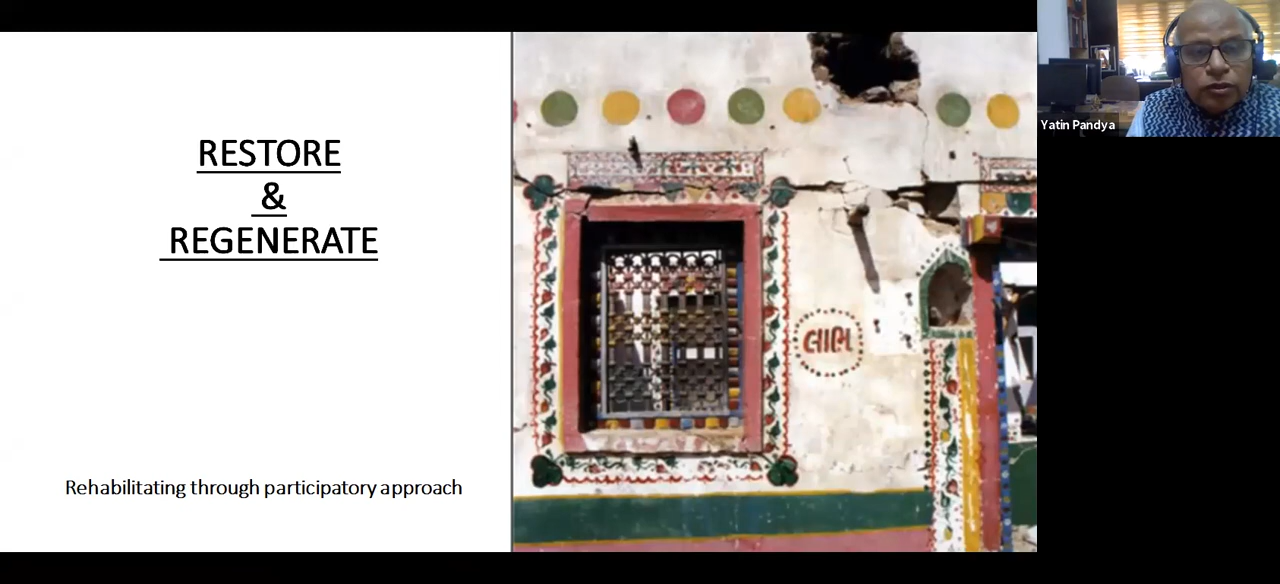 RESTORE
&
REGENERATE
Rehabilitating through participatory approach
લાભ
Yatin Pandya